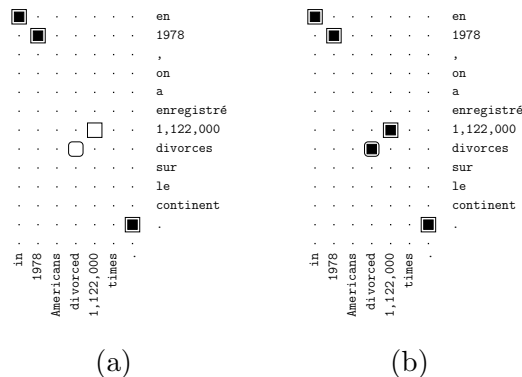 en
1978
,
on
a
enregistré
1,122,000
divorces
sur
le
continent
.
in
1978
Americans
divorced
1,122,000
times
.
(a)
en
1978
,
on
a
enregistré
1,122,000
divorces
sur
le
continent
.
in
1978
Americans
divorced
1,122,000
times
.
(b)